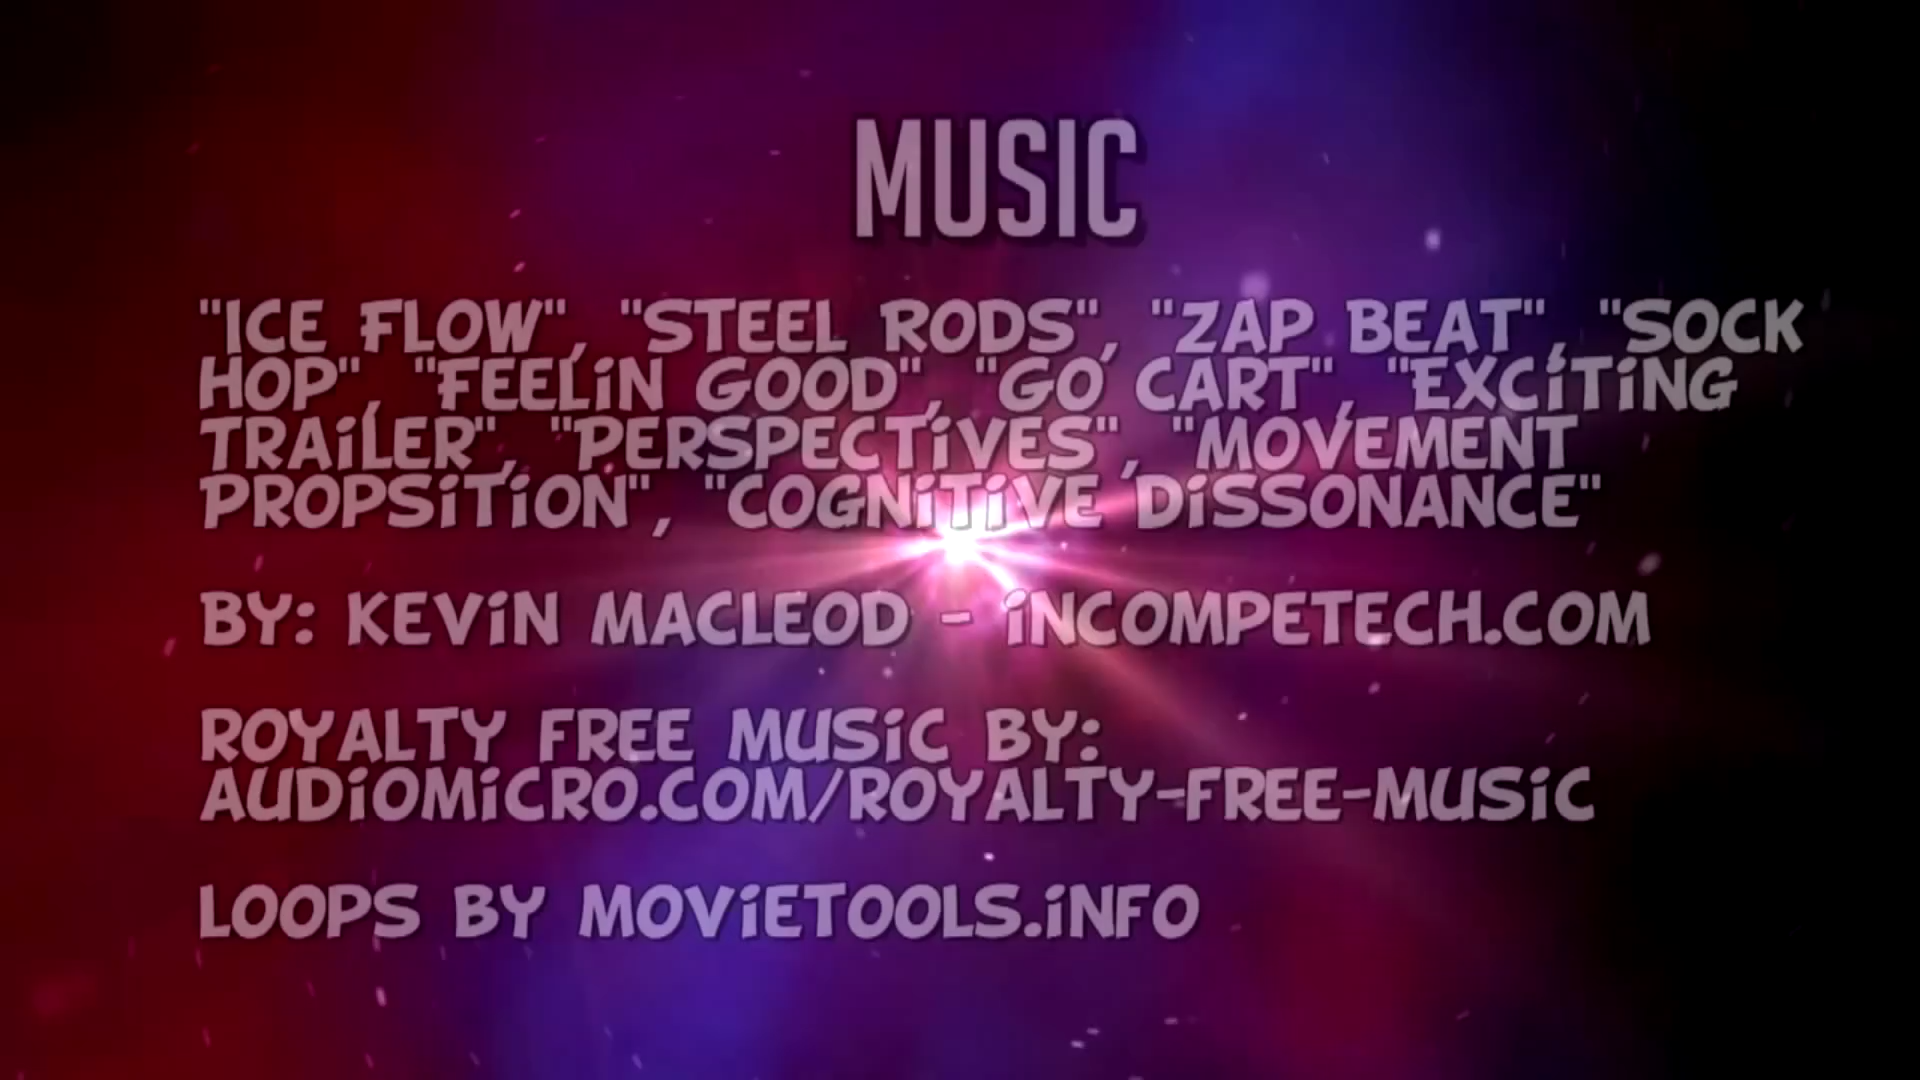 MUSIC
"ICE FLOW", "STEEL RODS", "ZAP BEAT", "SOCK
HOP", "FEELIN GOOD", "GO CART", "EXCITING
TRAILER", "PERSPECTIVES", "MOVEMENT
PROPSITION", "COGNITIVE DISSONANCE"
BY: KEVIN MACLEOD - INCOMPETECH.COM
ROYALTY FREE MUSIC BY:
AUDIOMICRO.COM/ROYALTY-FREE-MUSIC
LOOPS BY MOVIETOOLS.INFO